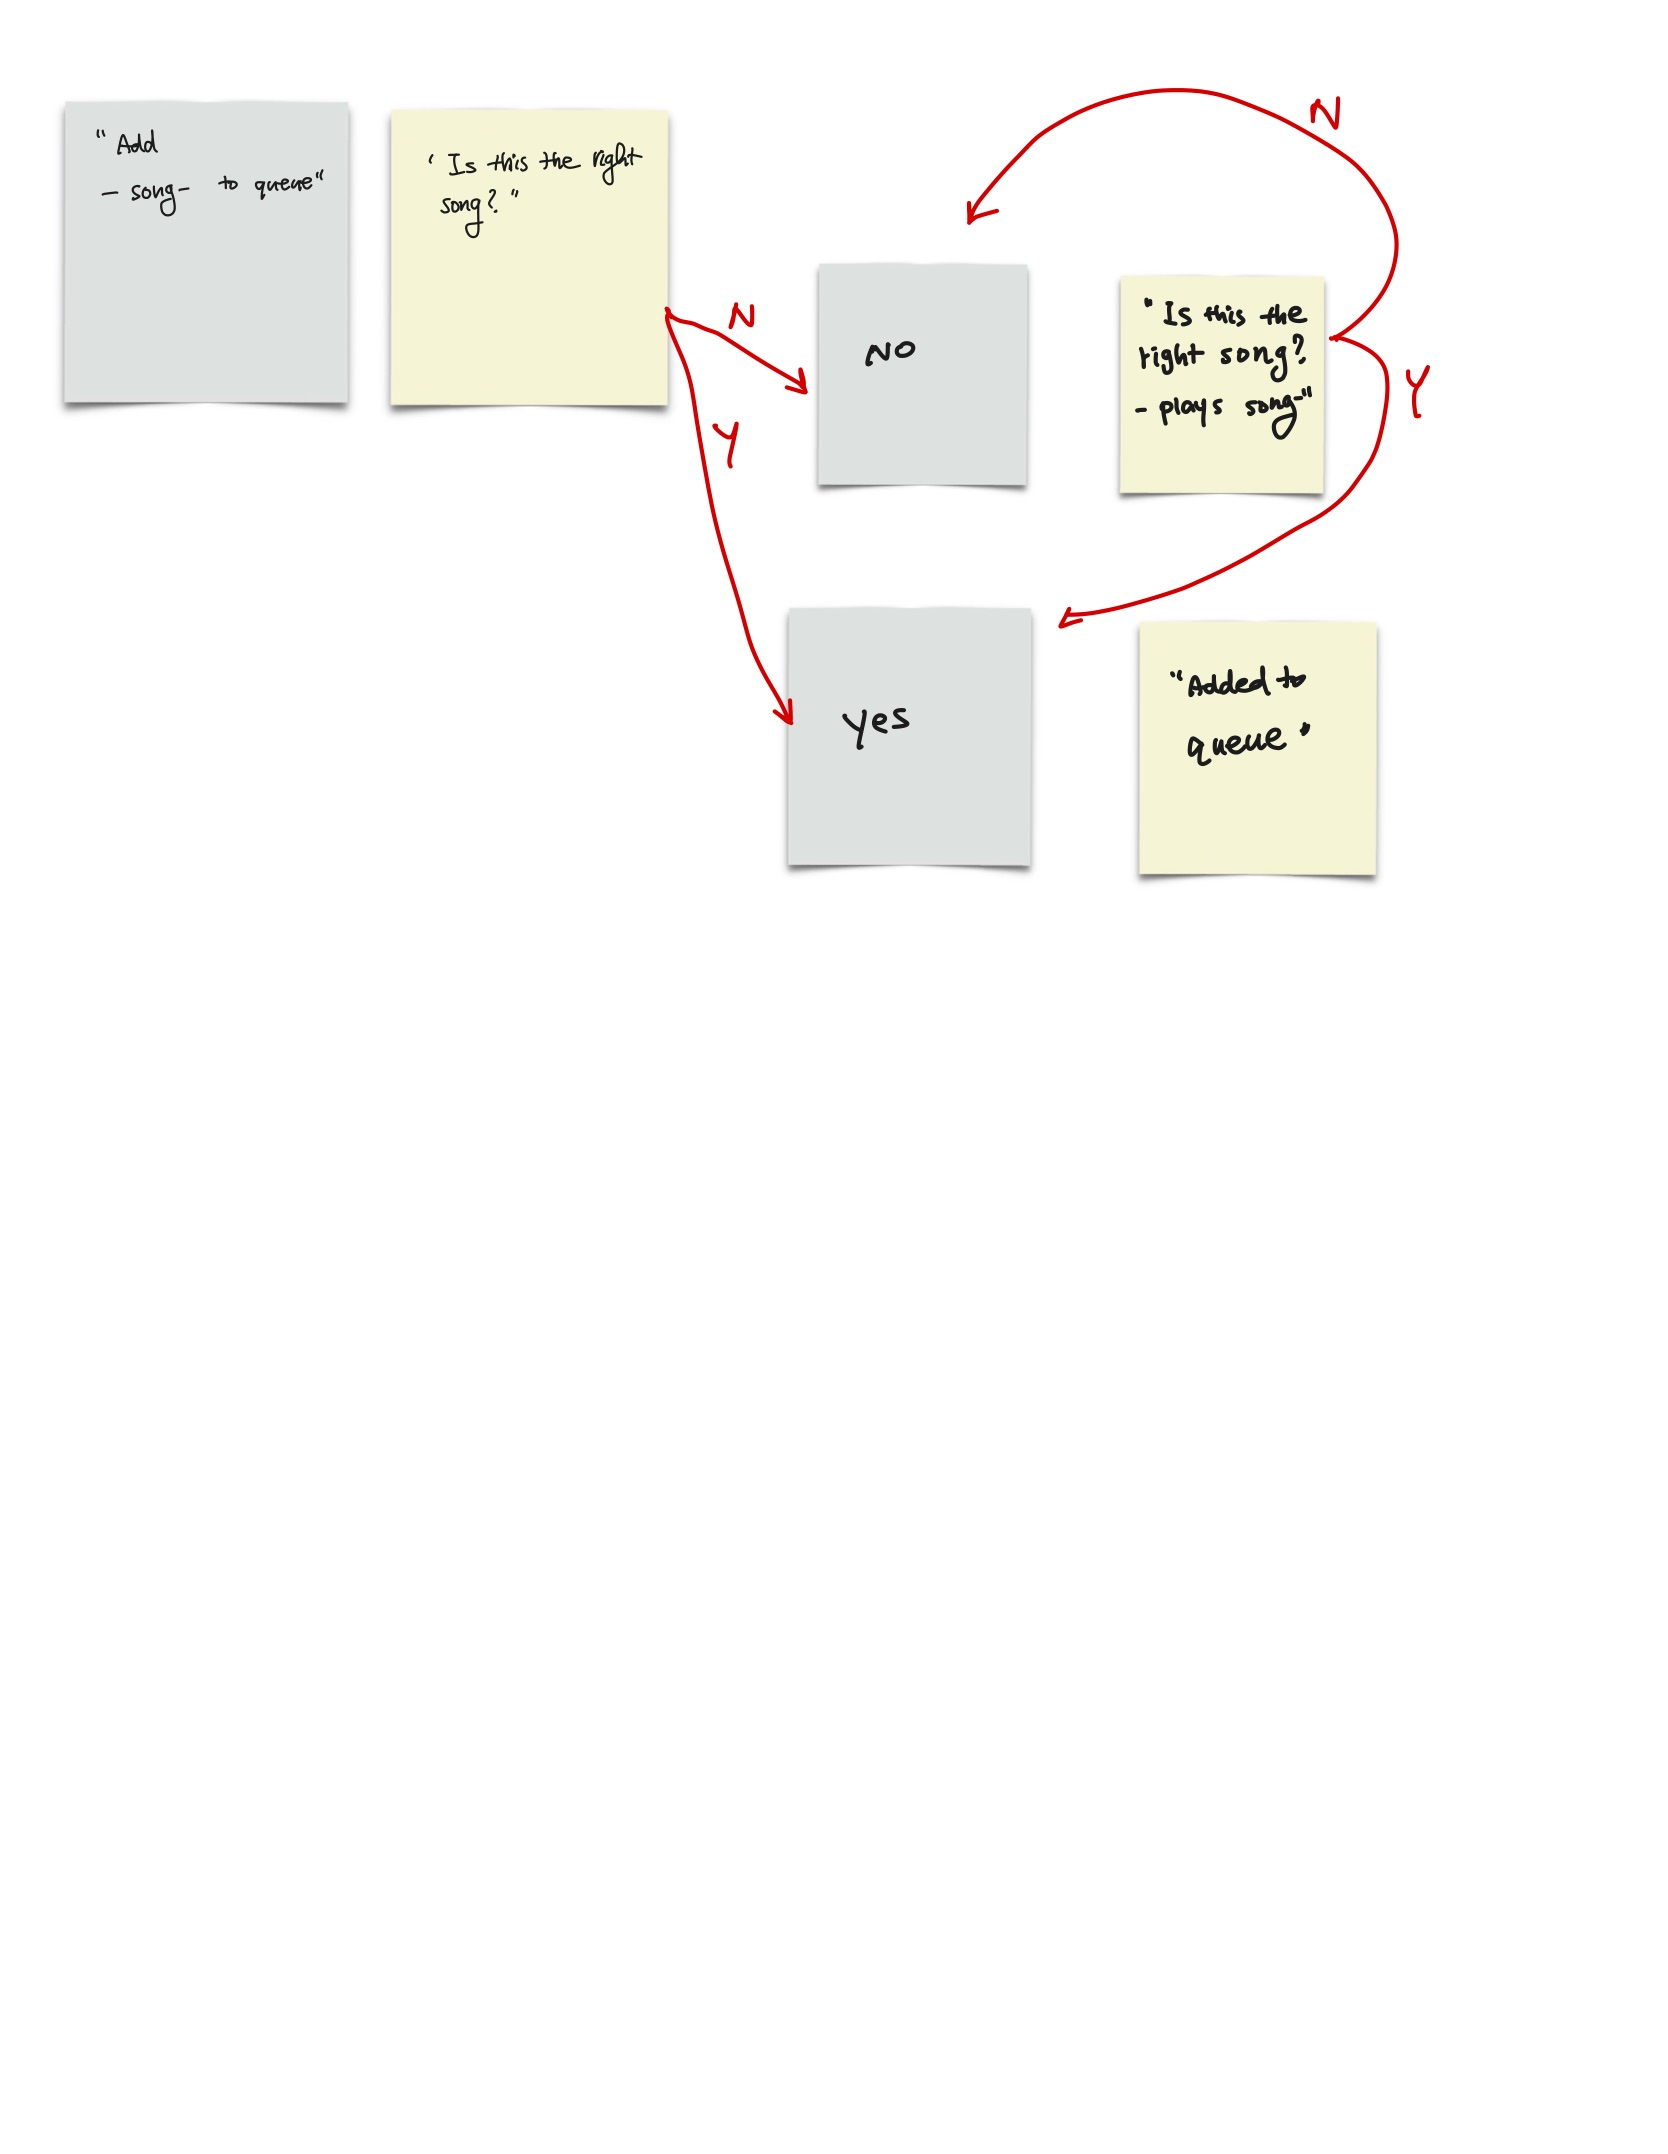 "Add
- song - to queue"
" Is this the right
song? "
N
N
Y
NO
" Is this the
right song?
- plays song-"
Y
yes
"Added to
queue "